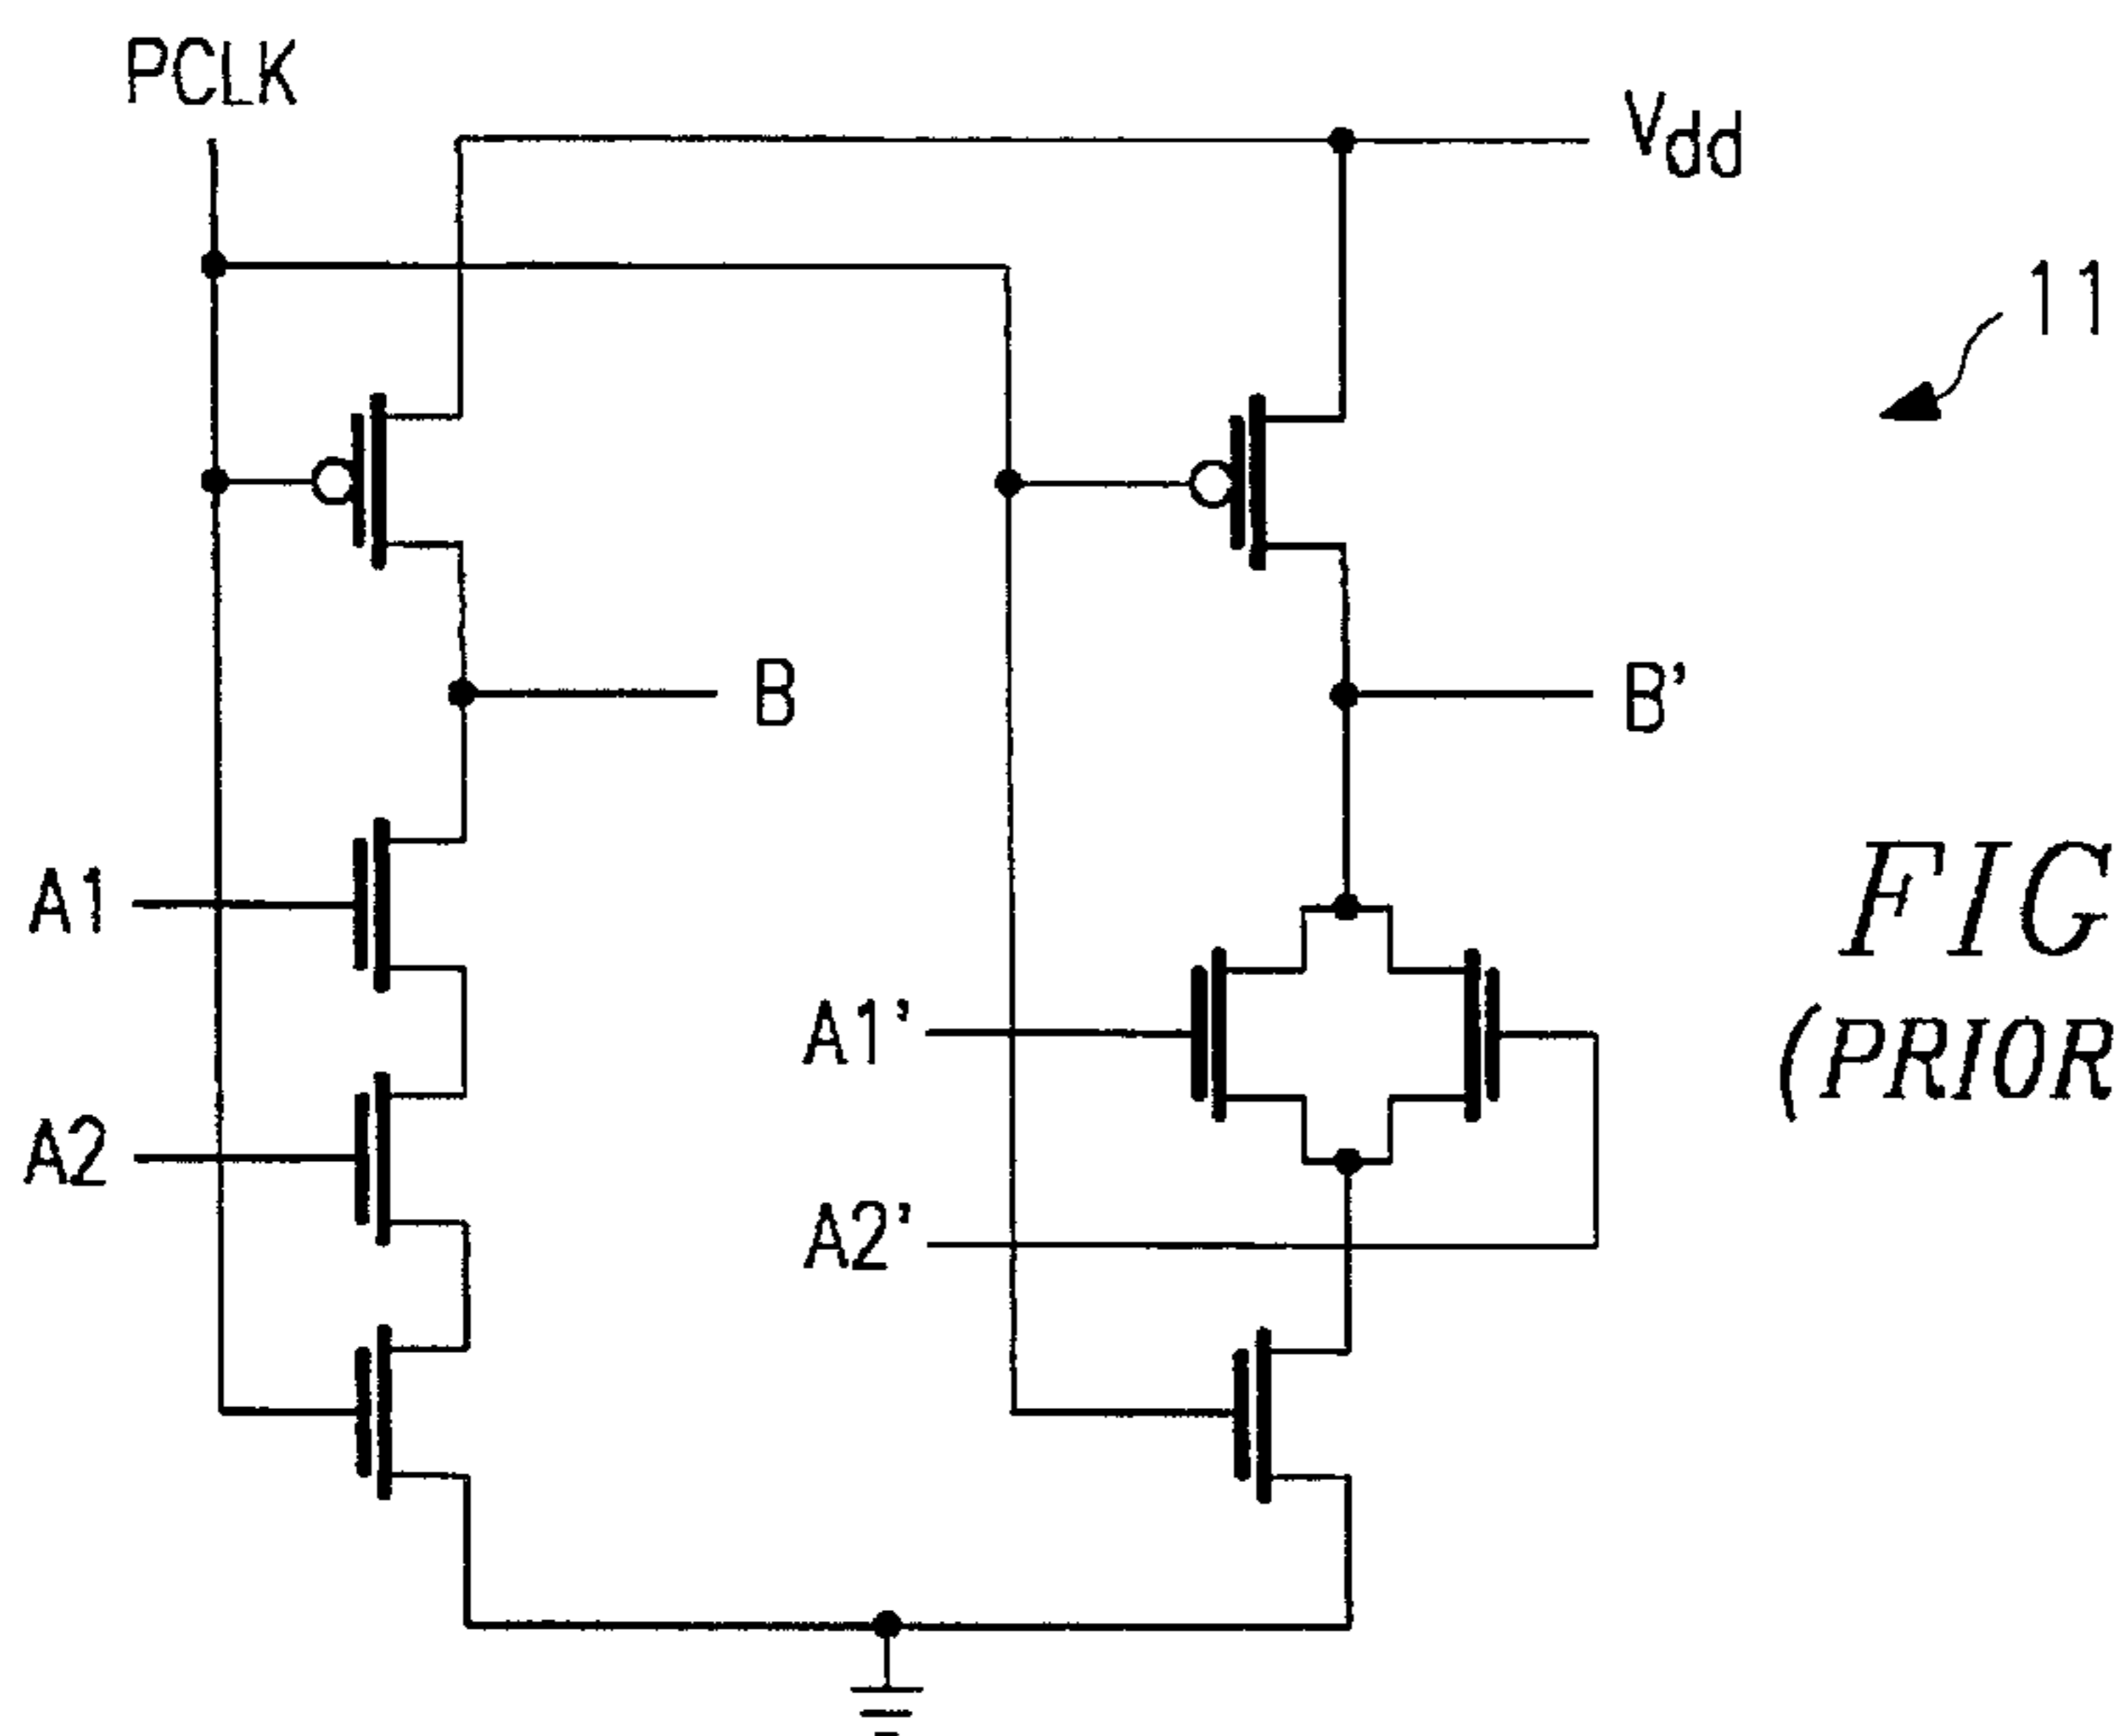 PCLK
Vdd
11
B
B'
A1
A1'
A2
A2'
FIG
(PRIOR